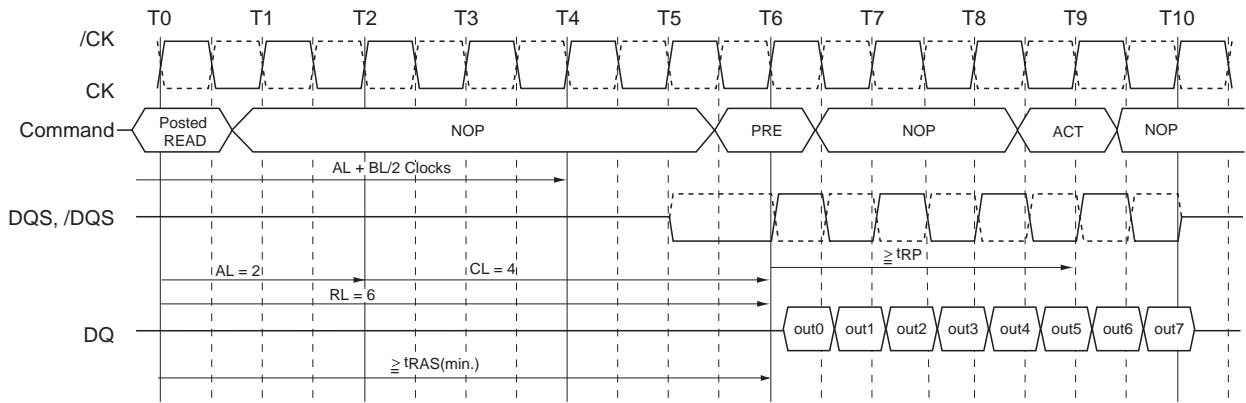 T0 T1 T2 T3 T4 T5 T6 T7 T8 T9 T10
/CK
CK
Command
Posted READ
NOP
PRE
NOP
ACT
NOP
AL + BL/2 Clocks
DQS, /DQS
≧ tRP
AL = 2
CL = 4
RL = 6
DQ
out0 out1 out2 out3 out4 out5 out6 out7
≧ tRAS(min.)